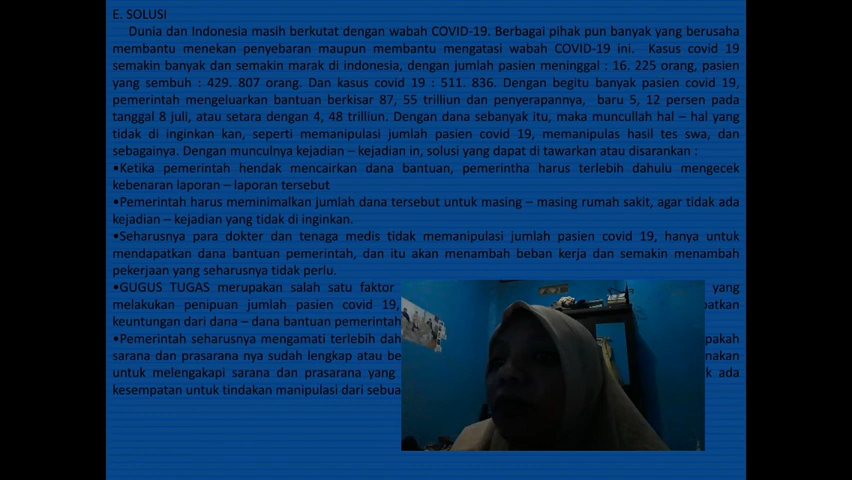 E. SOLUSI
Dunia dan Indonesia masih berkutat dengan wabah COVID-19. Berbagai pihak pun banyak yang berusaha
membantu menekan penyebaran maupun membantu mengatasi wabah COVID-19 ini. Kasus covid 19
semakin banyak dan semakin marak di indonesia, dengan jumlah pasien meninggal : 16. 225 orang, pasien
yang sembuh : 429. 807 orang. Dan kasus covid 19 : 511. 836. Dengan begitu banyak pasien covid 19,
pemerintah mengeluarkan bantuan berkisar 87, 55 trilliun dan penyerapannya, baru 5, 12 persen pada
tanggal 8 juli, atau setara dengan 4, 48 trilliun. Dengan dana sebanyak itu, maka muncullah hal – hal yang
tidak di inginkan kan, seperti memanipulasi jumlah pasien covid 19, memanipulas hasil tes swa, dan
sebagainya. Dengan munculnya kejadian – kejadian in, solusi yang dapat di tawarkan atau disarankan :
•Ketika pemerintah hendak mencairkan dana bantuan, pemerintha harus terlebih dahulu mengecek
kebenaran laporan – laporan tersebut
•Pemerintah harus meminimalkan jumlah dana tersebut untuk masing – masing rumah sakit, agar tidak ada
kejadian – kejadian yang tidak di inginkan.
•Seharusnya para dokter dan tenaga medis tidak memanipulasi jumlah pasien covid 19, hanya untuk
mendapatkan dana bantuan pemerintah, dan itu akan menambah beban kerja dan semakin menambah
pekerjaan yang seharusnya tidak perlu.
•GUGUS TUGAS merupakan salah satu faktor yang
melakukan penipuan jumlah pasien covid 19, patkan
keuntungan dari dana – dana bantuan pemerintah
•Pemerintah seharusnya mengamati terlebih dah pakah
sarana dan prasarana nya sudah lengkap atau be nakan
untuk melengakapi sarana dan prasarana yang k ada
kesempatan untuk tindakan manipulasi dari sebua